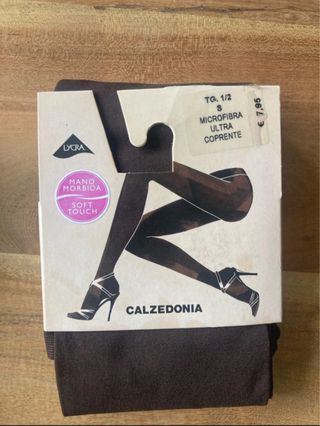 TG. 1/2
S
MICROFIBRA
ULTRA
COPRENTE
€ 7,95
LYCRA
MANO
MORBIDA
SOFT
TOUCH
CALZEDONIA